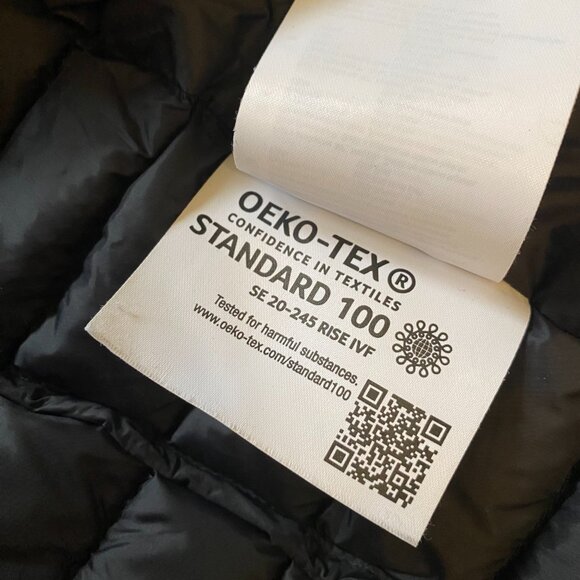 OEKO-TEX®
CONFIDENCE IN TEXTILES
STANDARD 100
SE 20-245 RISE IVF
Tested for harmful substances.
www.oeko-tex.com/standard100